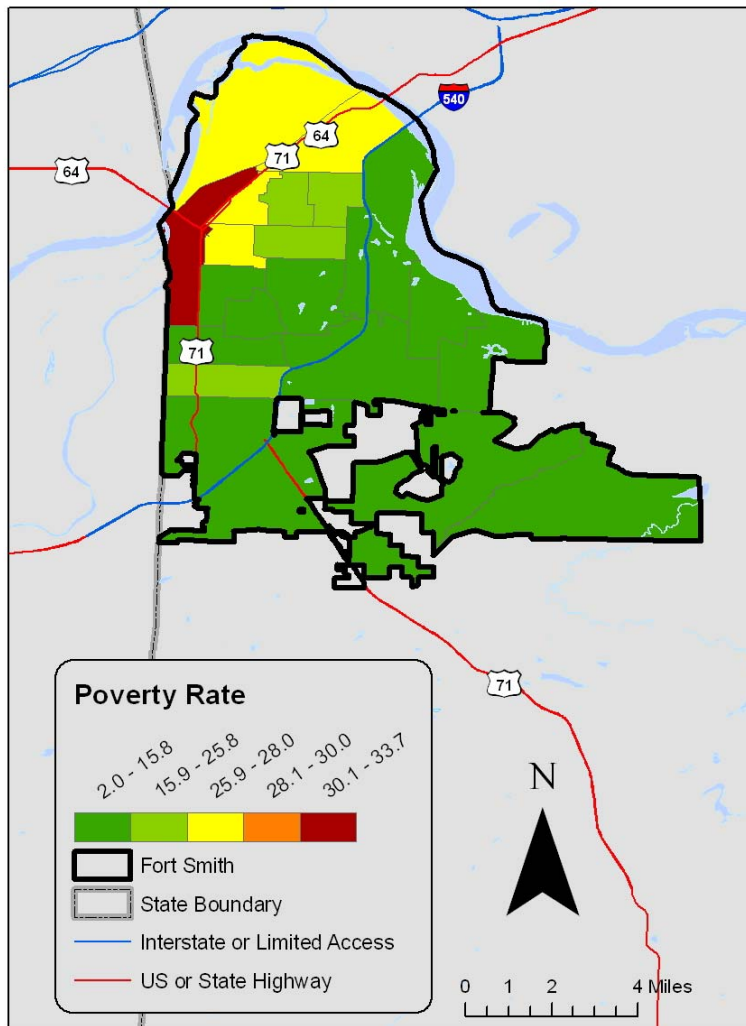 540
64
71
64
71
71
Poverty Rate
2.0 - 15.8
15.9 - 25.8
25.9 - 28.0
28.1 - 30.0
30.1 - 33.7
Fort Smith
State Boundary
Interstate or Limited Access
US or State Highway
N
0 1 2 4 Miles